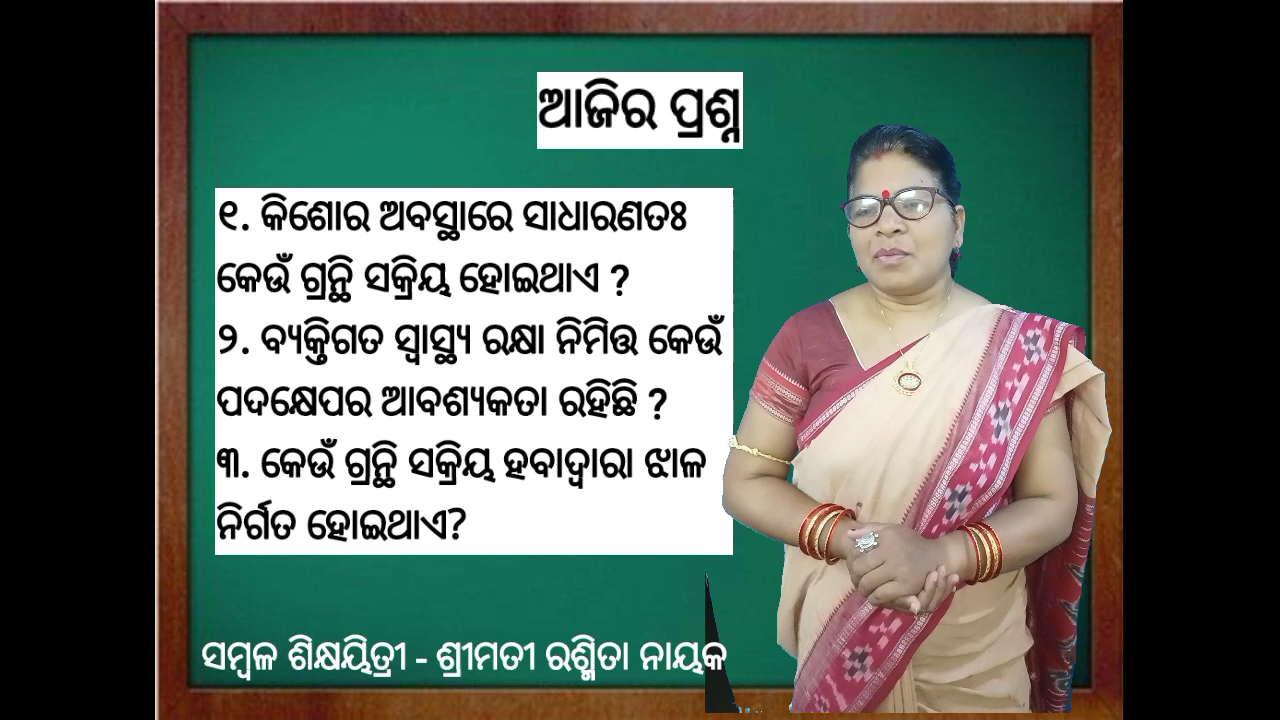 ଆଜିର ପ୍ରଶ୍ନ
୧. କିଶୋର ଅବସ୍ଥାରେ ସାଧାରଣତଃ
କେଉଁ ଗ୍ରନ୍ଥି ସକ୍ରିୟ ହୋଇଥାଏ ?
୨. ବ୍ୟକ୍ତିଗତ ସ୍ୱାସ୍ଥ୍ୟ ରକ୍ଷା ନିମିତ୍ତ କେଉଁ
ପଦକ୍ଷେପର ଆବଶ୍ୟକତା ରହିଛି ?
୩. କେଉଁ ଗ୍ରନ୍ଥି ସକ୍ରିୟ ହବାଦ୍ୱାରା ଝାଳ
ନିର୍ଗତ ହୋଇଥାଏ?
ସମ୍ବଳ ଶିକ୍ଷୟିତ୍ରୀ - ଶ୍ରୀମତୀ ରଶ୍ମିତା ନାୟକ